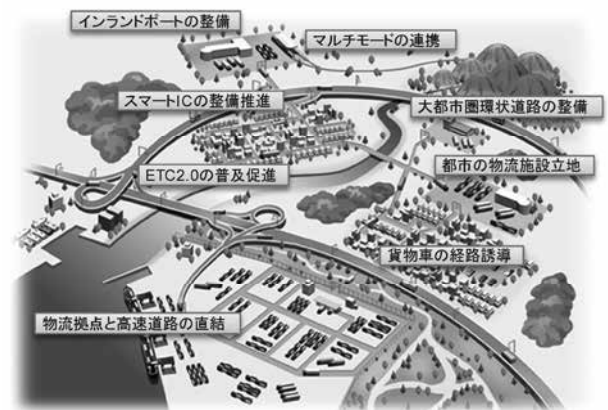 インランドポートの整備
マルチモードの連携
スマートICの整備推進
大都市圏環状道路の整備
都市の物流施設立地
ETC2.0の普及促進
貨物車の経路誘導
物流拠点と高速道路の直結